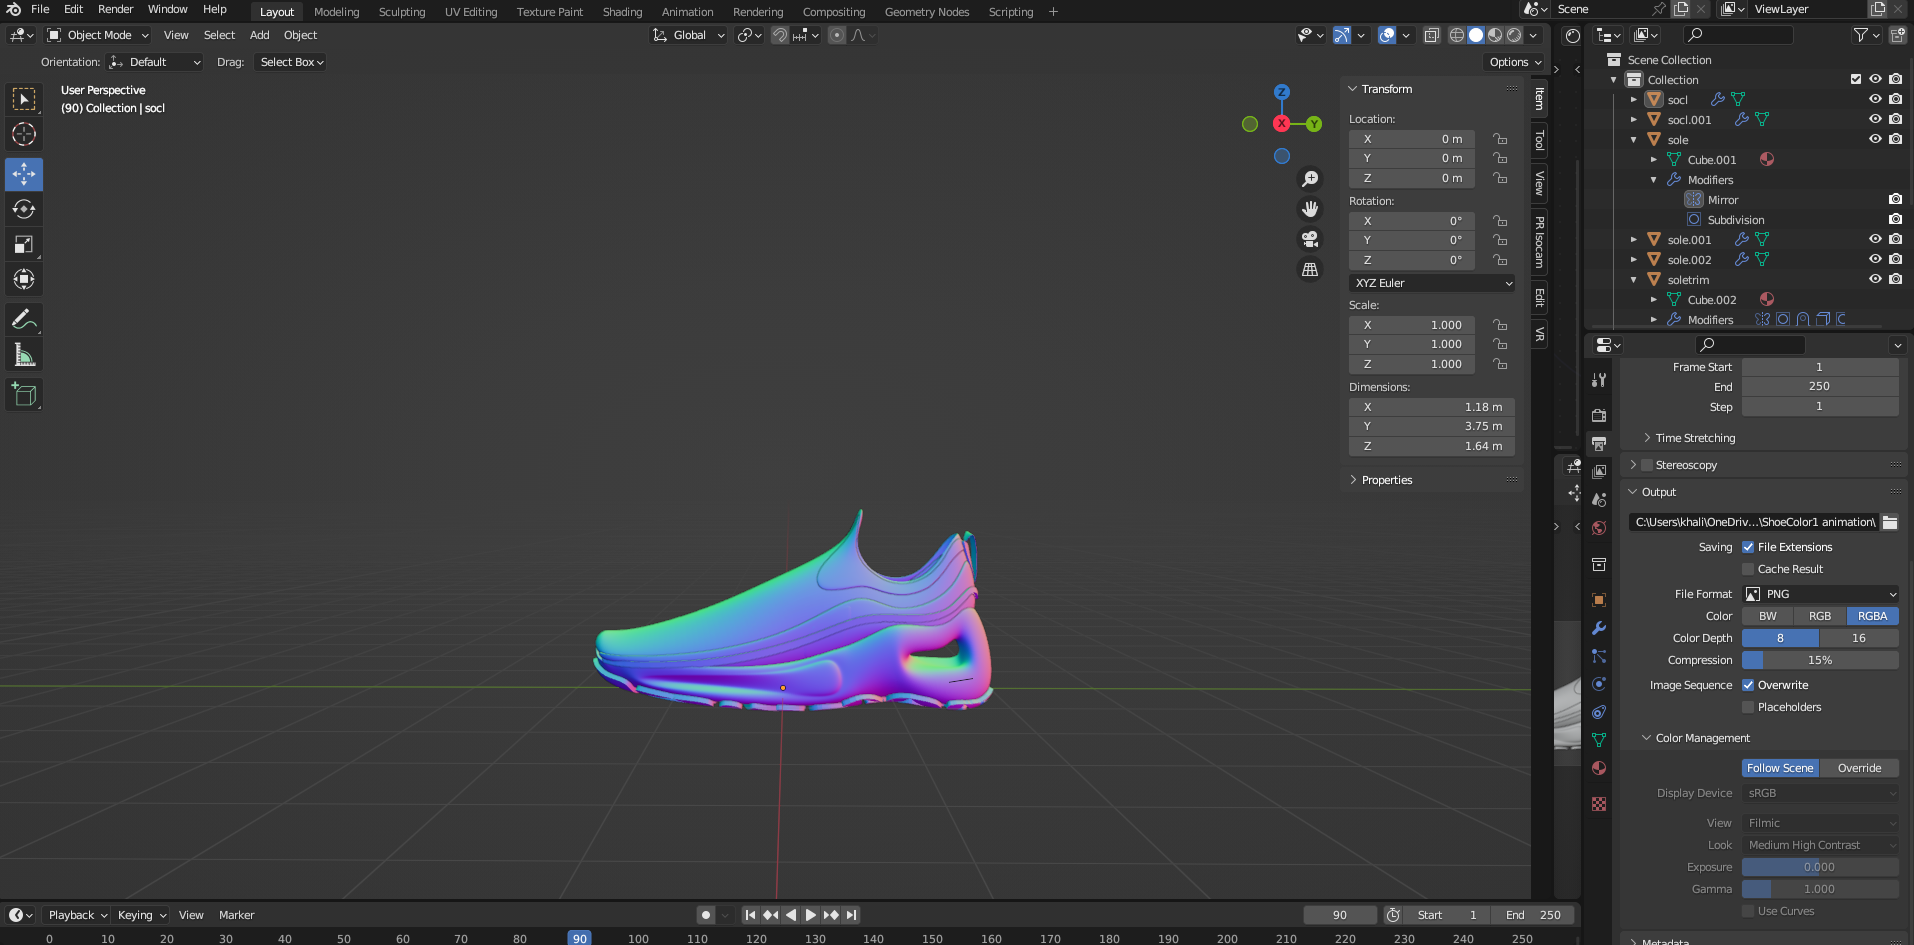 File Edit Render Window Help Layout Modeling Sculpting UV Editing Texture Paint Shading Animation Rendering Compositing Geometry Nodes Scripting + Scene ViewLayer
Object Mode View Select Add Object Global
Orientation: Default Drag: Select Box Options
User Perspective
(90) Collection | socl
Z
X
Y
Transform
Location:
X 0 m
Y 0 m
Z 0 m
Rotation:
X 0°
Y 0°
Z 0°
XYZ Euler
Scale:
X 1.000
Y 1.000
Z 1.000
Dimensions:
X 1.18 m
Y 3.75 m
Z 1.64 m
Properties
Item
Tool
View
PR Isocam
Edit
VR
Scene Collection
Collection
socl
socl.001
sole
Cube.001
Modifiers
Mirror
Subdivision
sole.001
sole.002
soletrim
Cube.002
Modifiers
Frame Start 1
End 250
Step 1
Time Stretching
Stereoscopy
Output
C:\Users\khali\OneDriv...\ShoeColor1 animation\
Saving File Extensions
Cache Result
File Format PNG
Color BW RGB RGBA
Color Depth 8 16
Compression 15%
Image Sequence Overwrite
Placeholders
Color Management
Follow Scene Override
Display Device sRGB
View Filmic
Look Medium High Contrast
Exposure 0.000
Gamma 1.000
Use Curves
Metadata
Playback Keying View Marker 90 Start 1 End 250
0 10 20 30 40 50 60 70 80 90 100 110 120 130 140 150 160 170 180 190 200 210 220 230 240 250